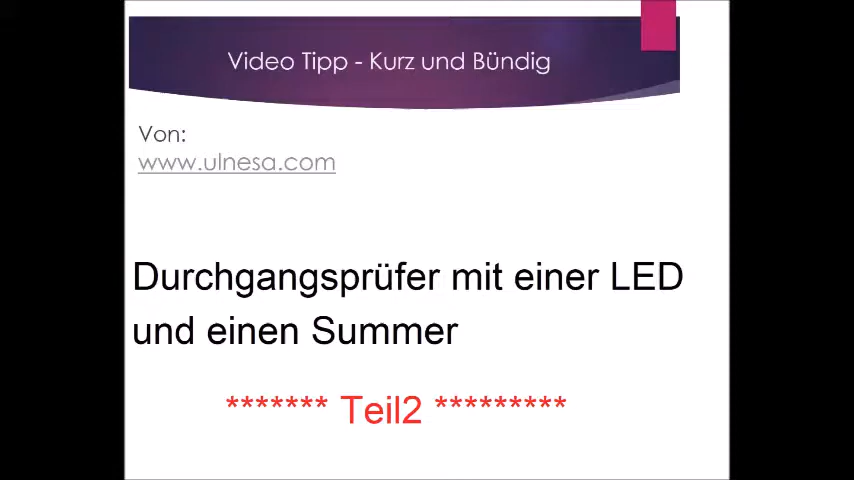 Video Tipp - Kurz und Bündig
Von:
www.ulnesa.com
Durchgangsprüfer mit einer LED
und einen Summer
******* Teil2 *********